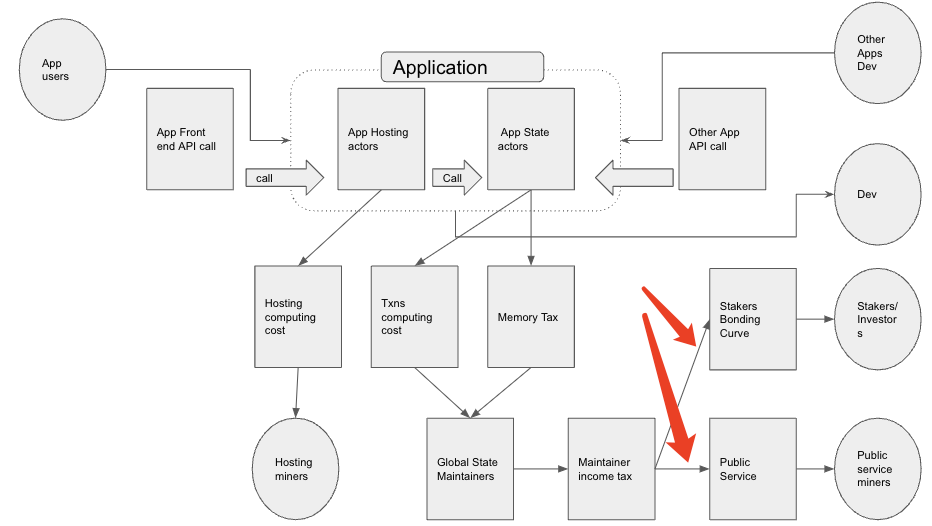 App
users
Application
Other
Apps
Dev
App Front
end API call
App Hosting
actors
App State
actors
Other App
API call
call
Call
Dev
Hosting
computing
cost
Txns
computing
cost
Memory Tax
Stakers
Bonding
Curve
Stakers/
Investor
s
Hosting
miners
Global State
Maintainers
Maintainer
income tax
Public
Service
Public
service
miners